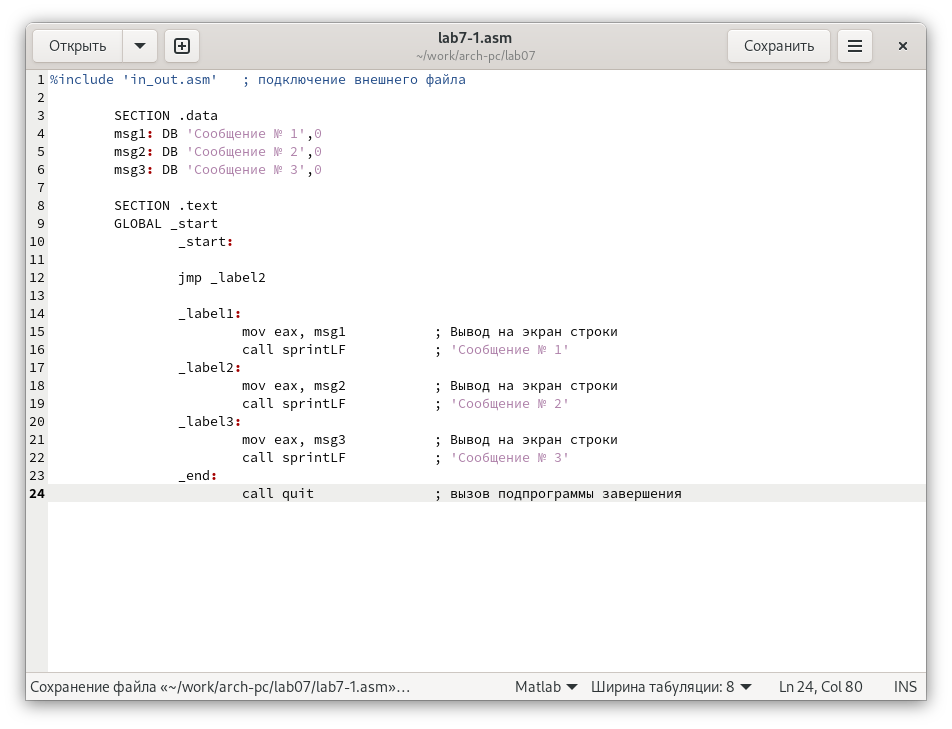 Открыть
lab7-1.asm
~/work/arch-pc/lab07
Сохранить
1 %include 'in_out.asm'   ; подключение внешнего файла
2
3         SECTION .data
4         msg1: DB 'Сообщение № 1',0
5         msg2: DB 'Сообщение № 2',0
6         msg3: DB 'Сообщение № 3',0
7
8         SECTION .text
9         GLOBAL _start
10                 _start:
11
12                 jmp _label2
13
14                 _label1:
15                         mov eax, msg1           ; Вывод на экран строки
16                         call sprintLF           ; 'Сообщение № 1'
17                 _label2:
18                         mov eax, msg2           ; Вывод на экран строки
19                         call sprintLF           ; 'Сообщение № 2'
20                 _label3:
21                         mov eax, msg3           ; Вывод на экран строки
22                         call sprintLF           ; 'Сообщение № 3'
23                 _end:
24                         call quit               ; вызов подпрограммы завершения
Сохранение файла «~/work/arch-pc/lab07/lab7-1.asm»… Matlab Ширина табуляции: 8 Ln 24, Col 80 INS